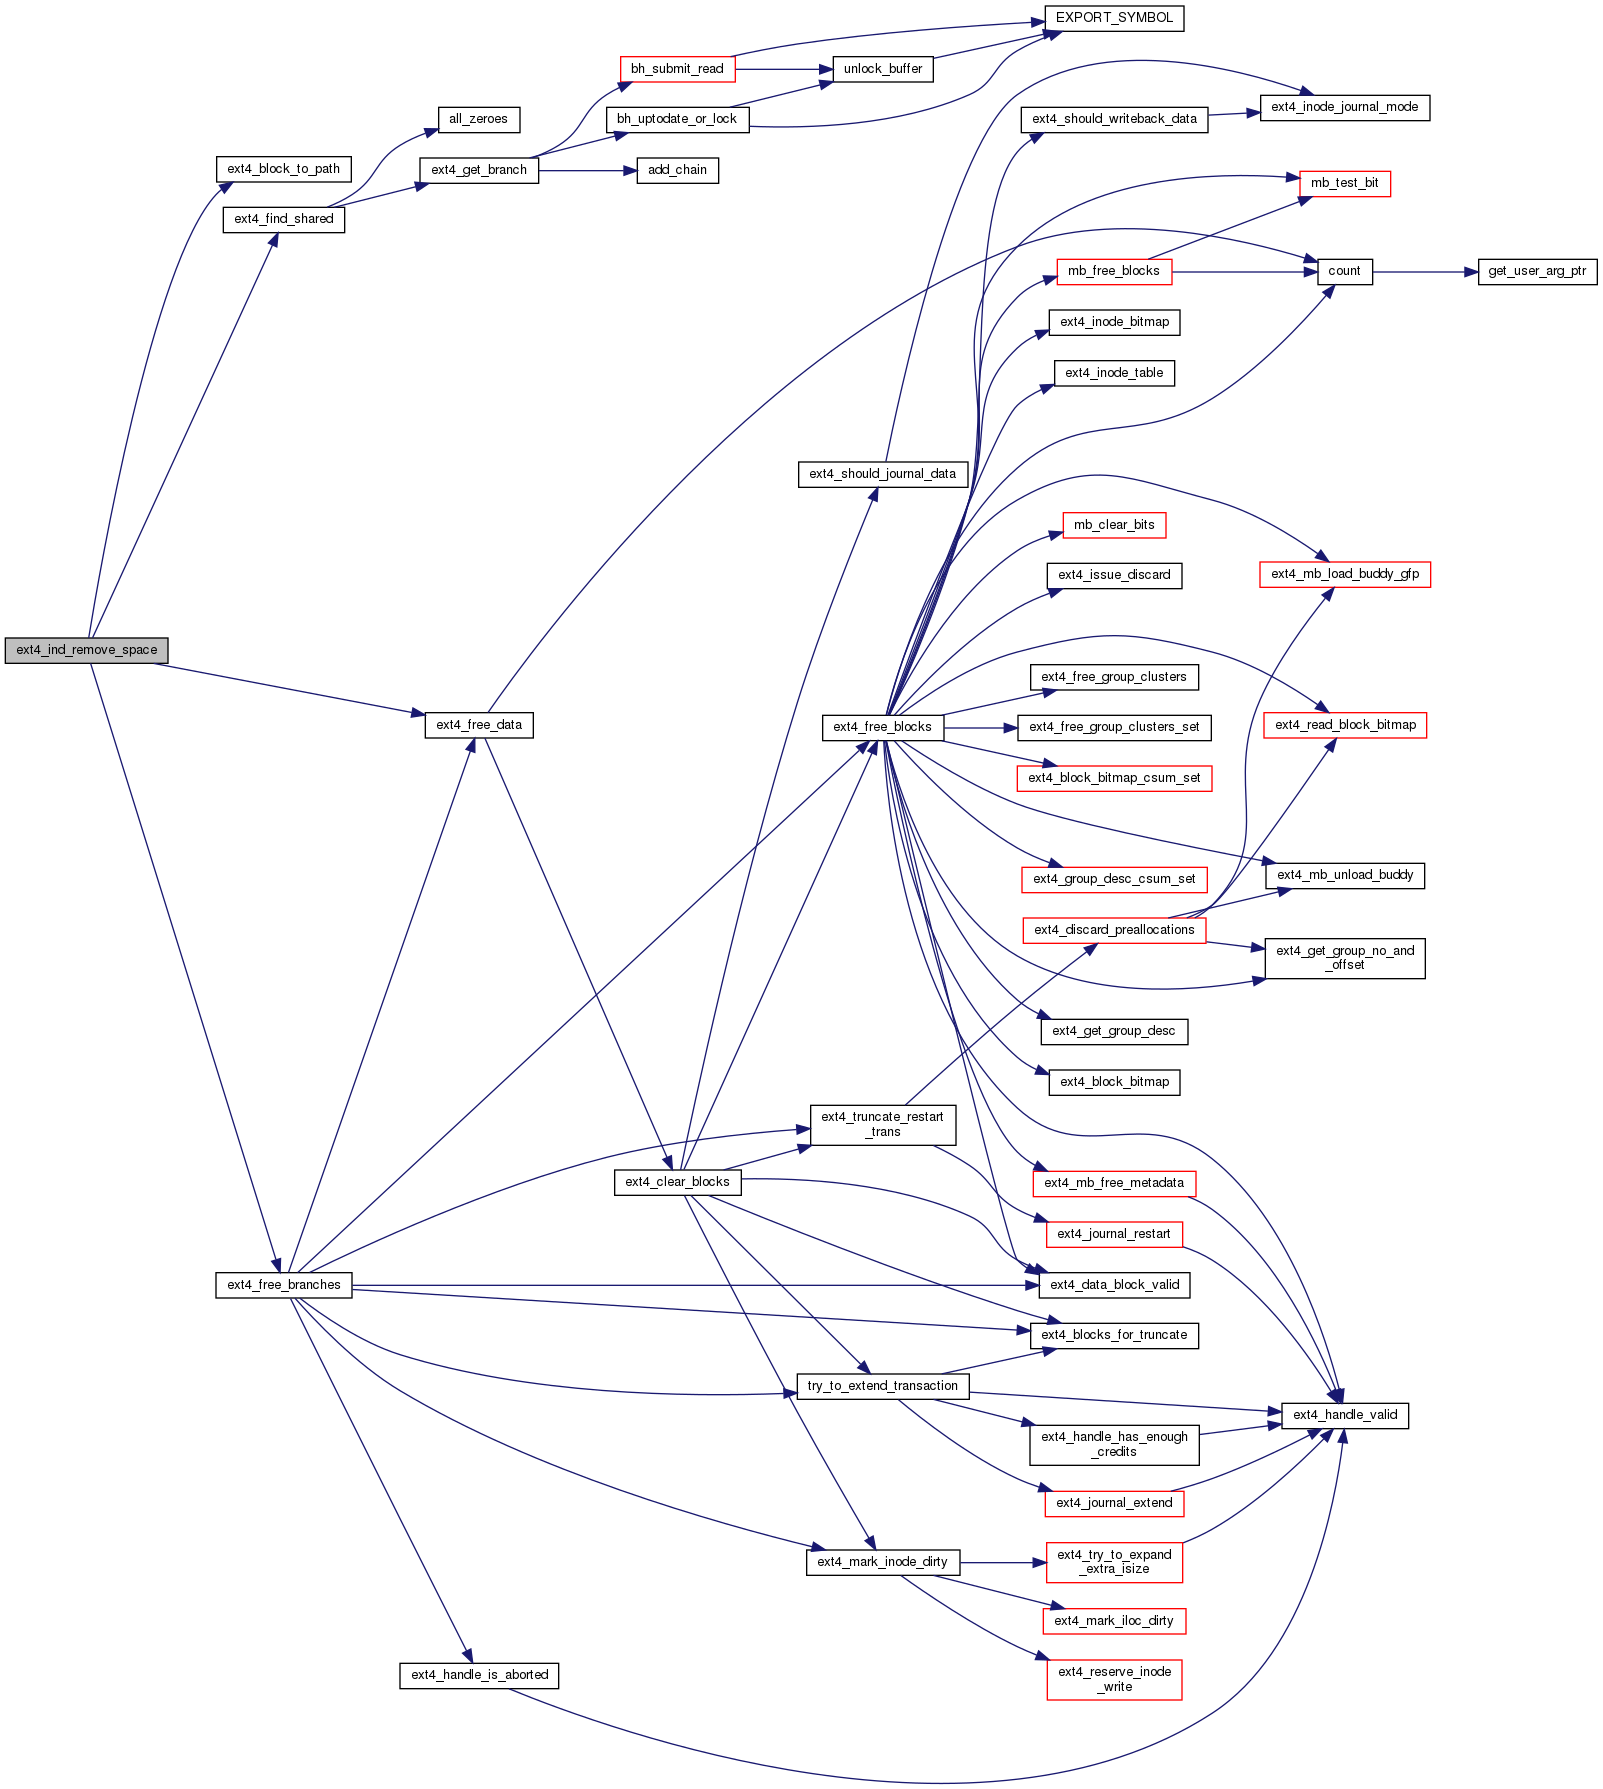 EXPORT_SYMBOL
bh_submit_read
unlock_buffer
ext4_inode_journal_mode
all_zeroes
bh_uptodate_or_lock
ext4_should_writeback_data
ext4_block_to_path
ext4_get_branch
add_chain
mb_test_bit
ext4_find_shared
mb_free_blocks
count
get_user_arg_ptr
ext4_inode_bitmap
ext4_inode_table
ext4_should_journal_data
mb_clear_bits
ext4_issue_discard
ext4_mb_load_buddy_gfp
ext4_ind_remove_space
ext4_free_group_clusters
ext4_free_data
ext4_free_blocks
ext4_free_group_clusters_set
ext4_read_block_bitmap
ext4_block_bitmap_csum_set
ext4_group_desc_csum_set
ext4_mb_unload_buddy
ext4_discard_preallocations
ext4_get_group_no_and
_offset
ext4_get_group_desc
ext4_block_bitmap
ext4_truncate_restart
_trans
ext4_clear_blocks
ext4_mb_free_metadata
ext4_journal_restart
ext4_free_branches
ext4_data_block_valid
ext4_blocks_for_truncate
try_to_extend_transaction
ext4_handle_valid
ext4_handle_has_enough
_credits
ext4_journal_extend
ext4_mark_inode_dirty
ext4_try_to_expand
_extra_isize
ext4_mark_iloc_dirty
ext4_handle_is_aborted
ext4_reserve_inode
_write